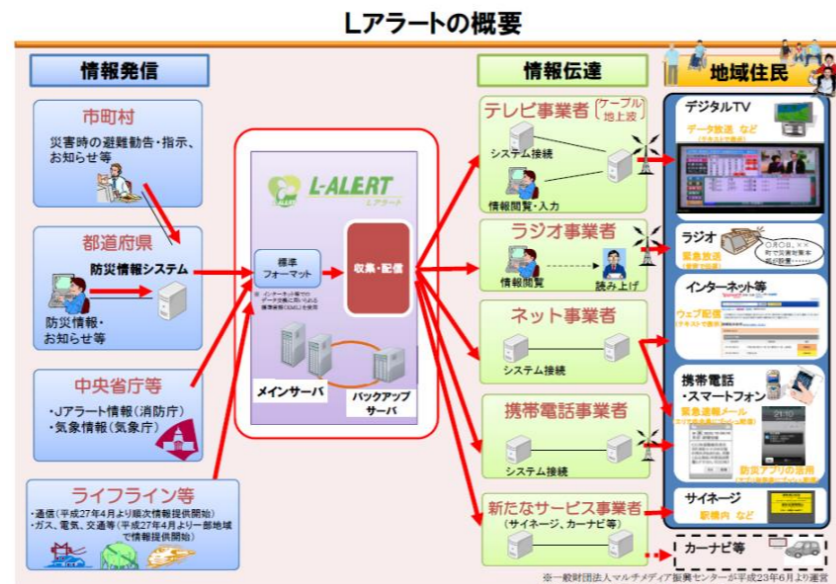 Lアラートの概要
情報発信
市町村
災害時の避難勧告・指示、
お知らせ等
都道府県
防災情報システム
防災情報・
お知らせ等
中央省庁等
・Jアラート情報(消防庁)
・気象情報(気象庁)
ライフライン等
・通信(平成27年4月より順次情報提供開始)
・ガス、電気、交通等(平成27年4月より一部地域
で情報提供開始)
L-ALERT
Lアラート
標準
フォーマット
収集・配信
メインサーバ
バックアップ
サーバ
情報伝達
テレビ事業者
ケーブル
地上波
システム接続
情報閲覧・入力
ラジオ事業者
情報閲覧
読み上げ
ネット事業者
システム接続
携帯電話事業者
システム接続
新たなサービス事業者
(サイネージ、カーナビ等)
地域住民
デジタルTV
データ放送 など
ラジオ
緊急放送
インターネット等
ウェブ配信
携帯電話
・スマートフォン
緊急速報メール
21:10
防災アプリの活用
サイネージ
駅構内 など
カーナビ等
※一般財団法人マルチメディア振興センターが平成23年6月より運営